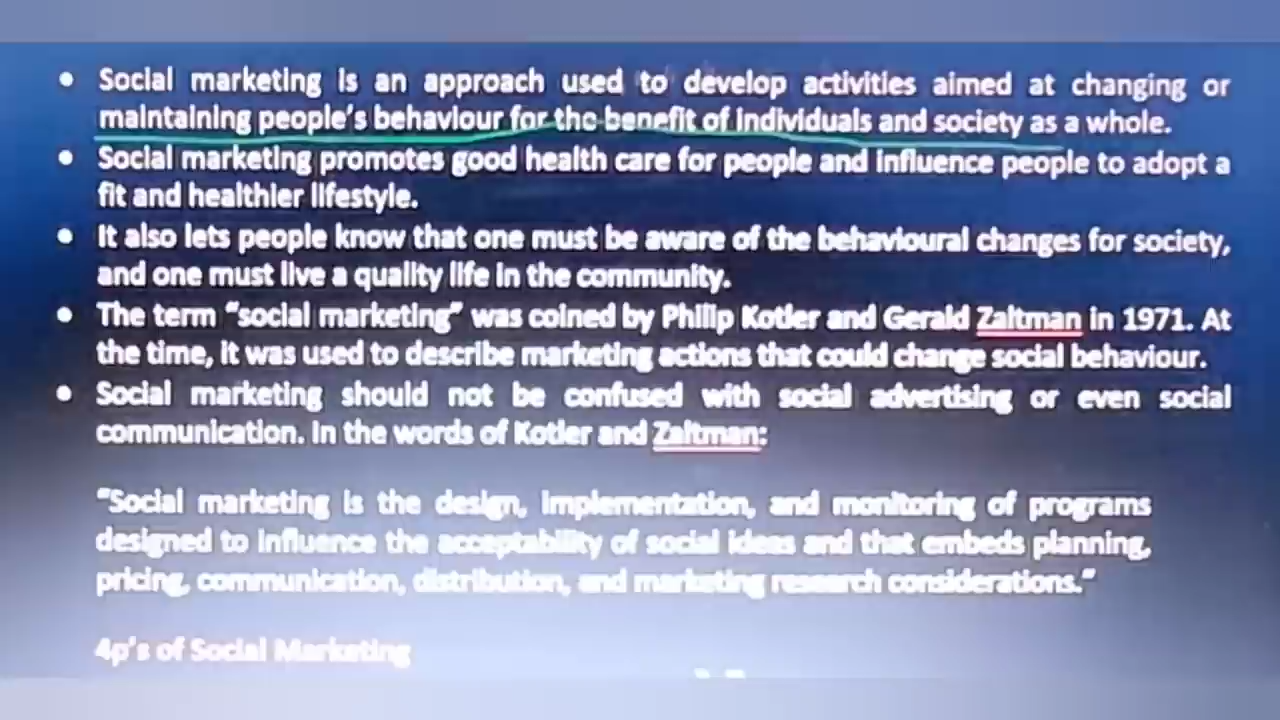 • Social marketing is an approach used to develop activities aimed at changing or
maintaining people's behaviour for the benefit of individuals and society as a whole.
• Social marketing promotes good health care for people and influence people to adopt a
fit and healthier lifestyle.
• It also lets people know that one must be aware of the behavioural changes for society,
and one must live a quality life in the community.
• The term "social marketing" was coined by Philip Kotler and Gerald Zaltman in 1971. At
the time, it was used to describe marketing actions that could change social behaviour.
• Social marketing should not be confused with social advertising or even social
communication. In the words of Kotler and Zaltman:
"Social marketing is the design, implementation, and monitoring of programs
designed to influence the acceptability of social ideas and that embeds planning,
pricing, communication, distribution, and marketing research considerations."
4p's of Social Marketing